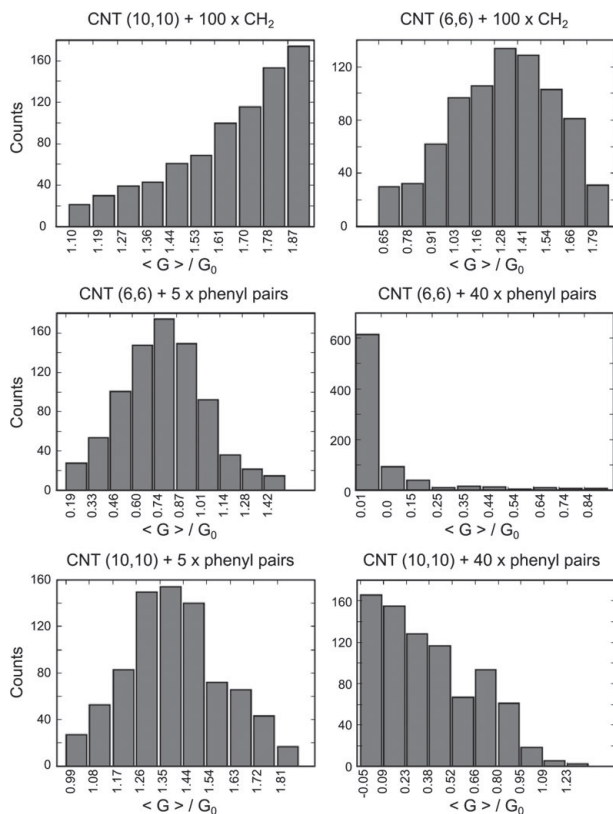 CNT (10,10) + 100 x CH₂
Counts
160
120
80
40
0
1.10 1.19 1.27 1.36 1.44 1.53 1.61 1.70 1.78 1.87
< G > / G₀
CNT (6,6) + 100 x CH₂
120
80
40
0
0.65 0.78 0.91 1.03 1.16 1.28 1.41 1.54 1.66 1.79
< G > / G₀
CNT (6,6) + 5 x phenyl pairs
Counts
160
120
80
40
0
0.19 0.33 0.46 0.60 0.74 0.87 1.01 1.14 1.28 1.42
< G > / G₀
CNT (6,6) + 40 x phenyl pairs
600
400
200
0
0.01 0.0 0.15 0.25 0.35 0.44 0.54 0.64 0.74 0.84
< G > / G₀
CNT (10,10) + 5 x phenyl pairs
Counts
160
120
80
40
0
0.99 1.08 1.17 1.26 1.35 1.44 1.54 1.63 1.72 1.81
< G > / G₀
CNT (10,10) + 40 x phenyl pairs
160
120
80
40
0
-0.05 0.09 0.23 0.38 0.52 0.66 0.80 0.95 1.09 1.23
< G > / G₀